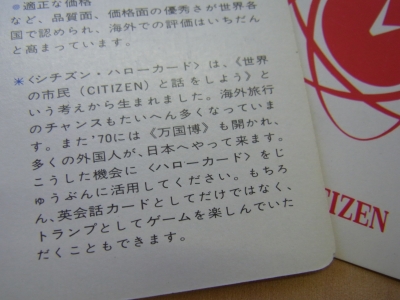 ●適正な価格
など、品質面、価格面の優秀さが世界各
国で認められ、海外での評価はいちだん
と高まっています。
*〈シチズン・ハローカード〉は、《世界
の市民（CITIZEN）と話をしよう》と
いう考えから生まれました。海外旅行
のチャンスもたいへん多くなっていま
す。また'70には《万国博》も開かれ、
多くの外国人が、日本へやって来ます。
こうした機会に〈ハローカード〉をじ
ゅうぶんに活用してください。もちろ
ん、英会話カードとしてだけではなく、
トランプとしてゲームを楽しんでいた
だくこともできます。
CITIZEN